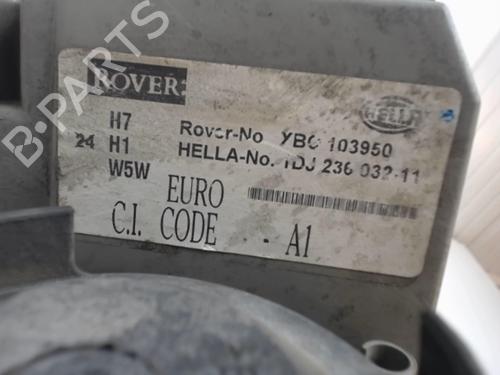 B-PARTS
ROVER
HELLA
H7 Rover-No YBC 103950
24 H1 HELLA-No. 1DJ 236 032-11
W5W
EURO
C.I. CODE - A1